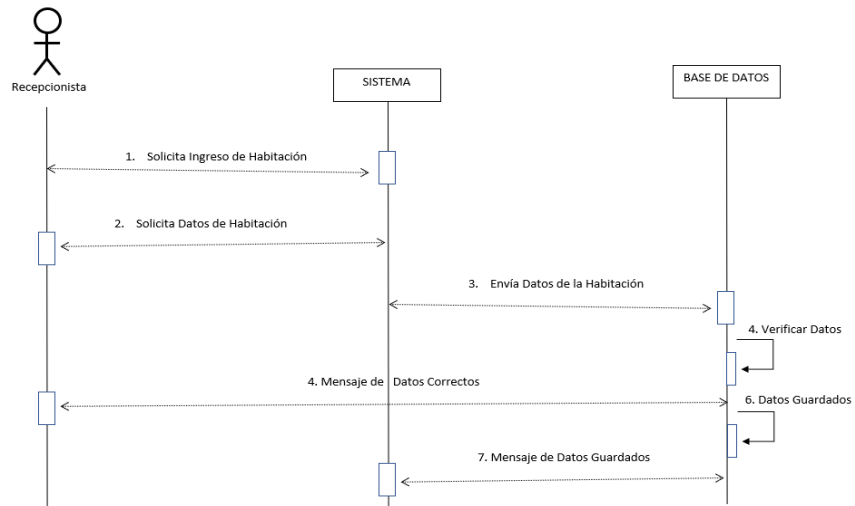 Recepcionista
SISTEMA
BASE DE DATOS
1. Solicita Ingreso de Habitación
2. Solicita Datos de Habitación
3. Envía Datos de la Habitación
4. Verificar Datos
4. Mensaje de Datos Correctos
6. Datos Guardados
7. Mensaje de Datos Guardados